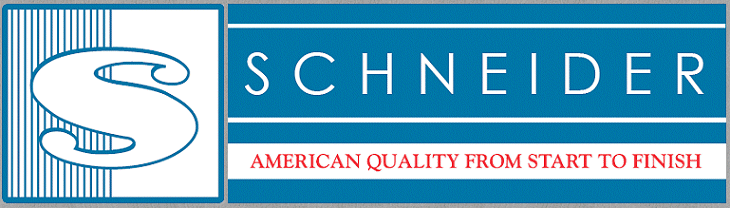 S
SCHNEIDER
AMERICAN QUALITY FROM START TO FINISH